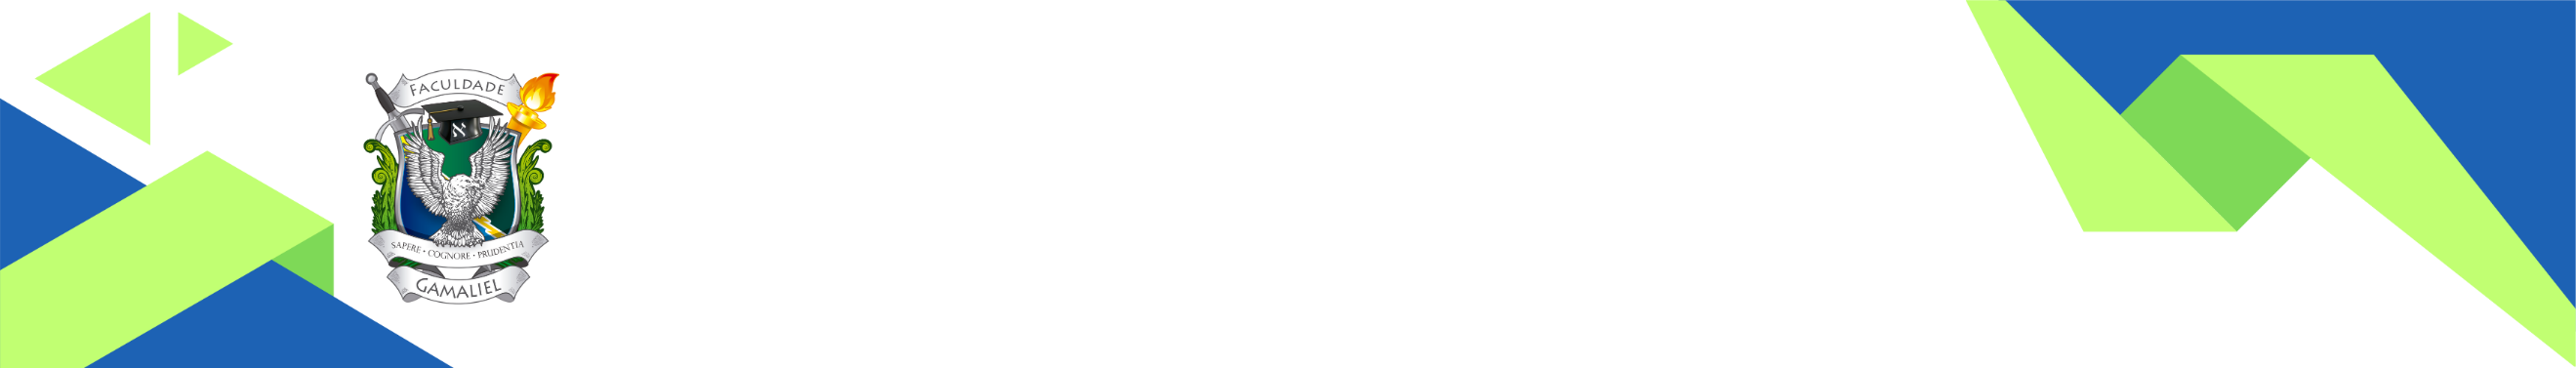 FACULDADE
SAPERE • COGNORE • PRUDENTIA
GAMALIEL